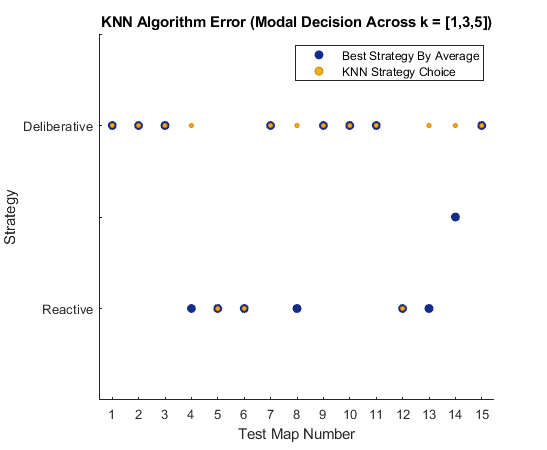 KNN Algorithm Error (Modal Decision Across k = [1,3,5])
Best Strategy By Average
KNN Strategy Choice
Deliberative
Strategy
Reactive
1 2 3 4 5 6 7 8 9 10 11 12 13 14 15
Test Map Number